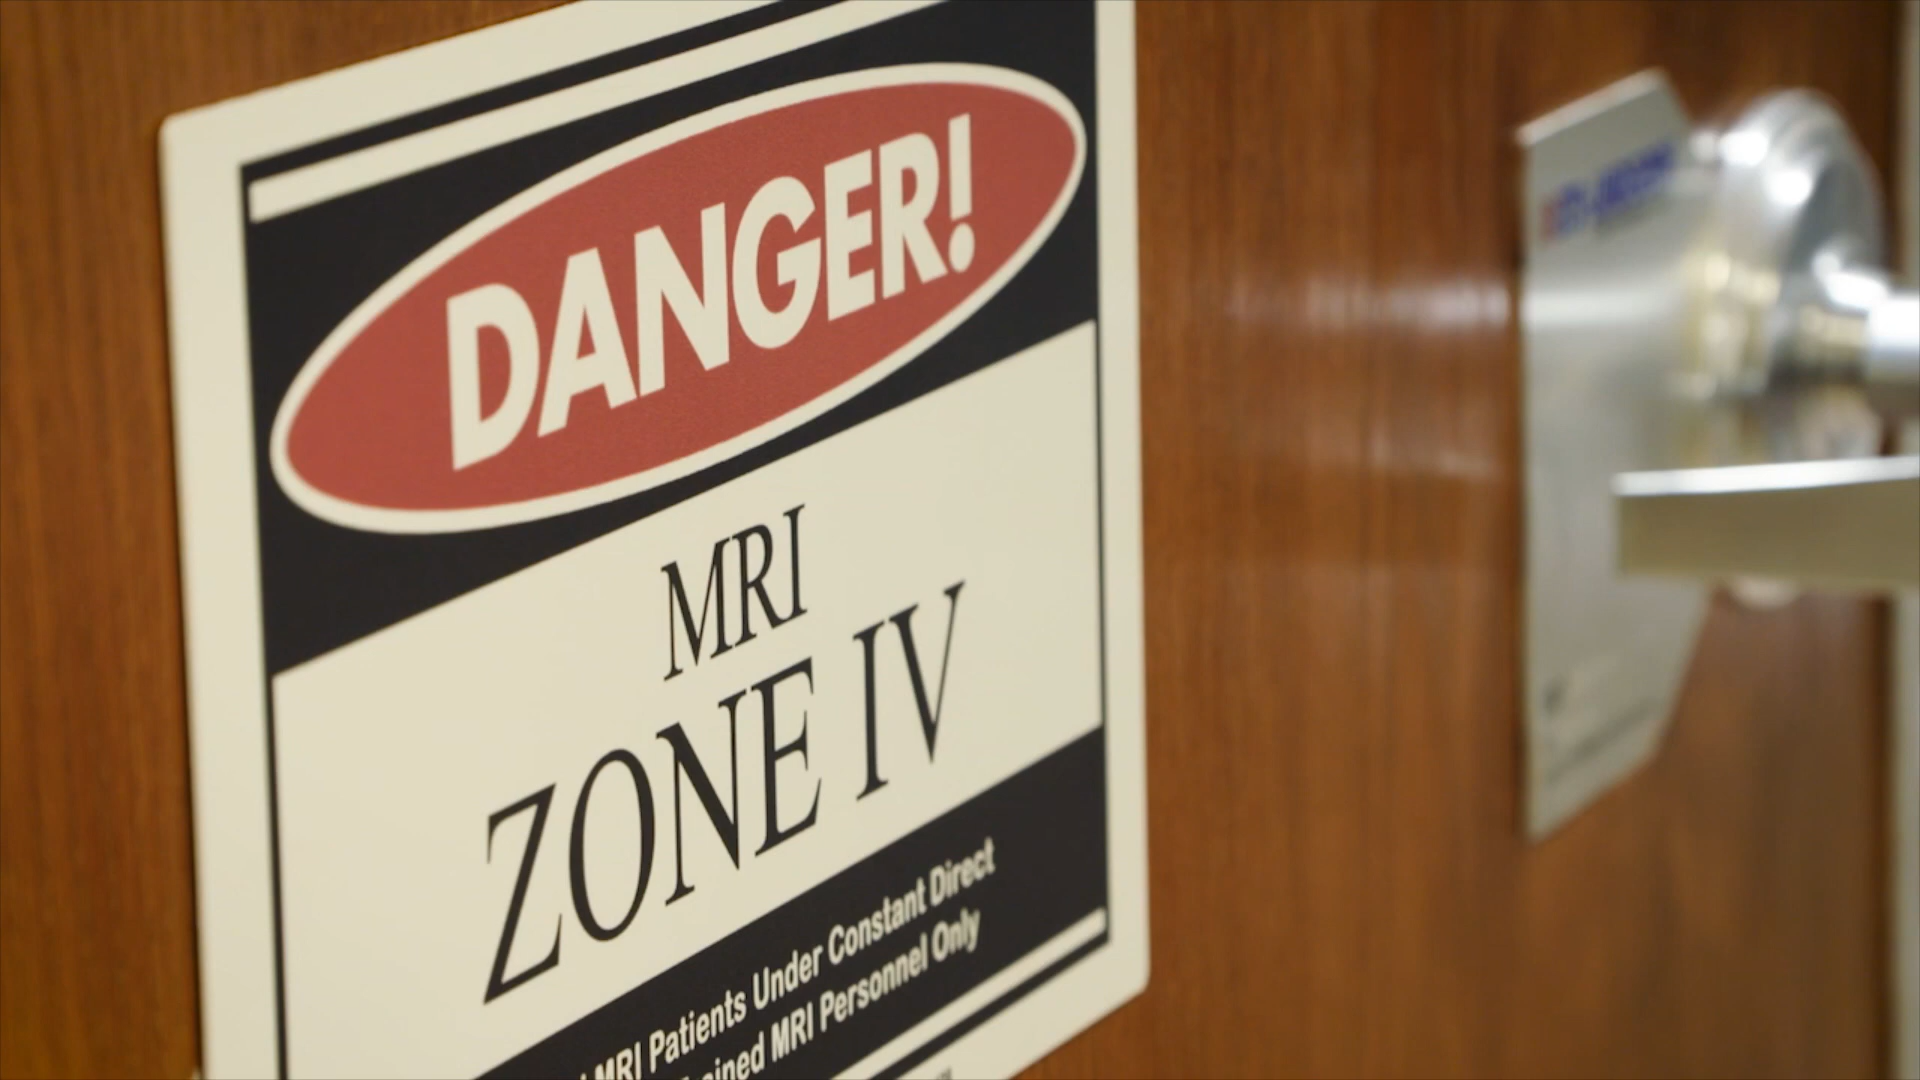 DANGER!
MRI
ZONE IV
MRI Patients Under Constant Direct
MRI Personnel Only